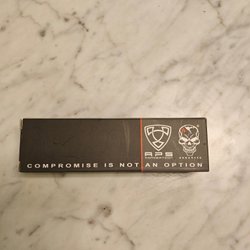 APS
COMPROMISE IS NOT AN OPTION